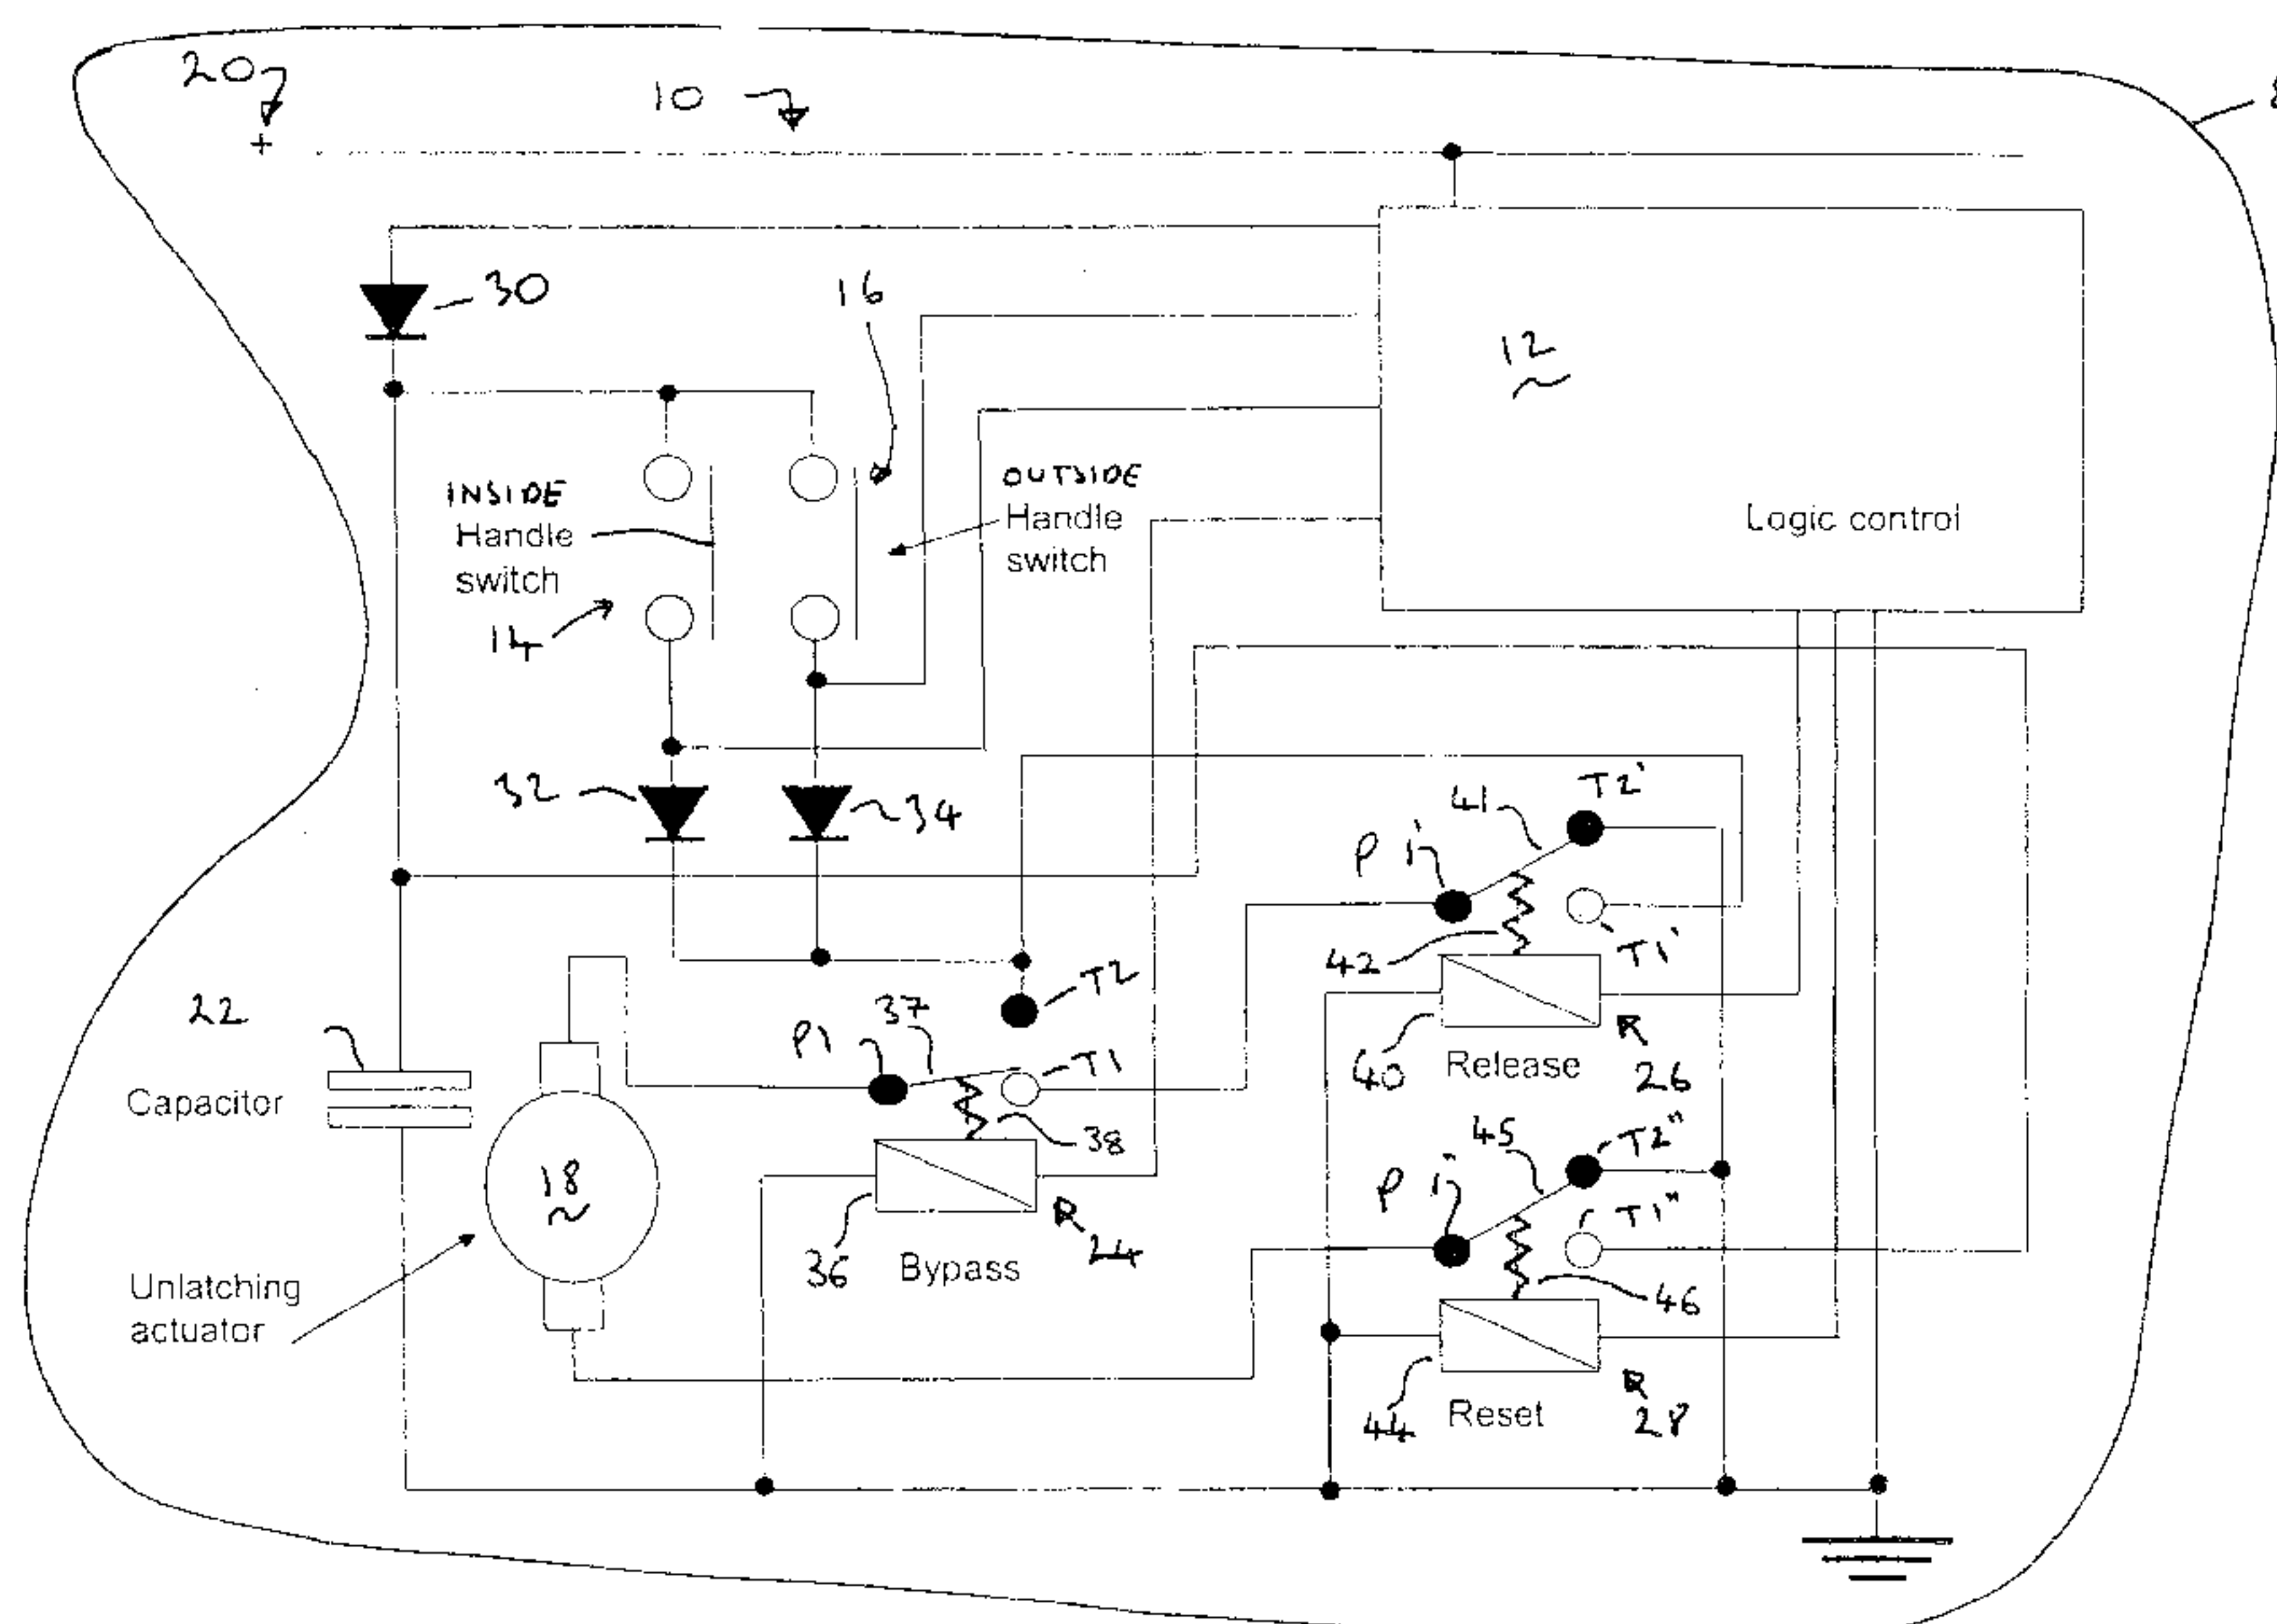 20
+
10
30
16
12
INSIDE
Handle
switch
14
OUTSIDE
Handle
switch
Logic control
32
34
41
T2'
P1'
T1'
42
40
Release
26
22
Capacitor
37
P1
T2
T1
38
18
36
Bypass
24
Unlatching
actuator
45
T2"
P1"
T1"
46
44
Reset
28